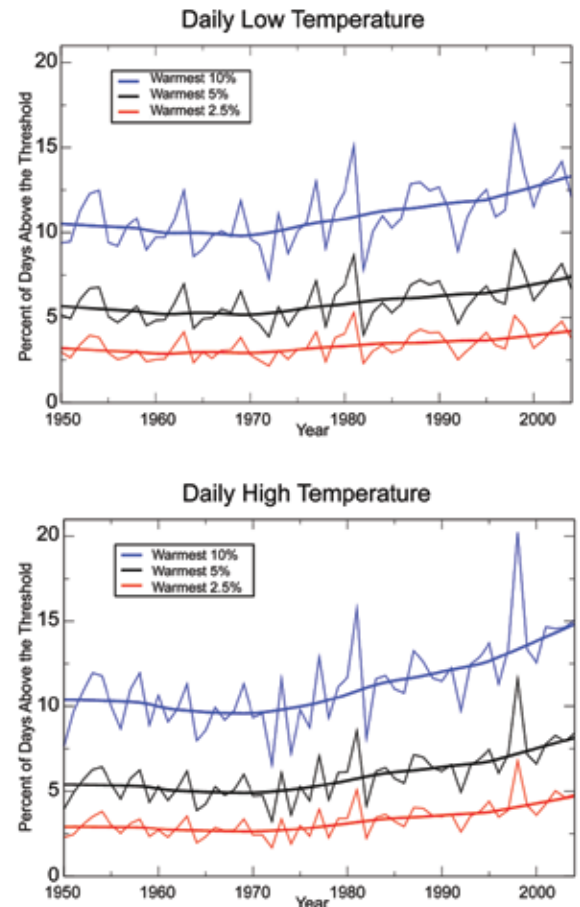 Daily Low Temperature
Percent of Days Above the Threshold
20
15
10
5
0
Warmest 10%
Warmest 5%
Warmest 2.5%
1950 1960 1970 1980 1990 2000
Year
Daily High Temperature
Percent of Days Above the Threshold
20
15
10
5
0
Warmest 10%
Warmest 5%
Warmest 2.5%
1950 1960 1970 1980 1990 2000
Year